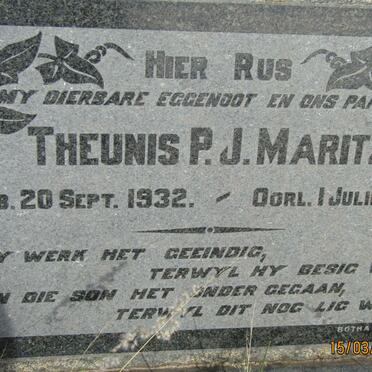 HIER RUS
MY DIERBARE EGGENOOT EN ONS PA
THEUNIS P. J. MARITZ
B. 20 SEPT. 1932. - OORL. 1 JULI
Y WERK HET GEEINDIG,
TERWYL HY BESIG
N DIE SON HET ONDER GEGAAN,
TERWYL DIT NOG LIG W
BOTHA
15/03